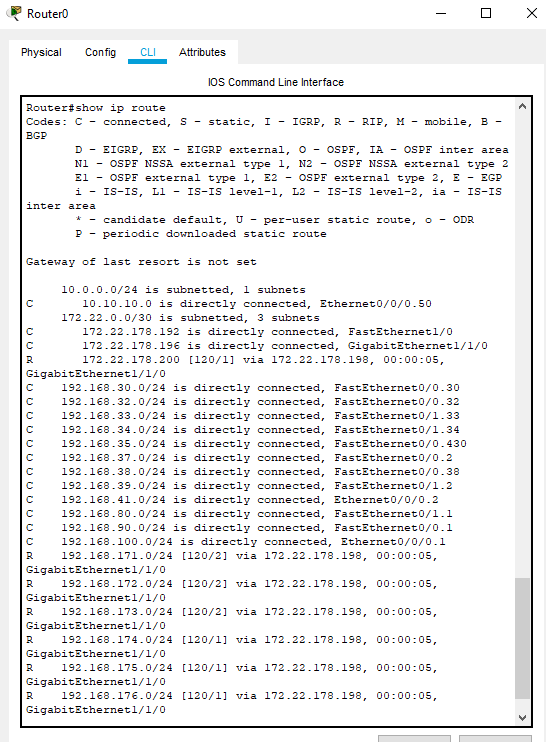 Router0
Physical Config CLI Attributes
IOS Command Line Interface
Router#show ip route
Codes: C - connected, S - static, I - IGRP, R - RIP, M - mobile, B -
BGP
D - EIGRP, EX - EIGRP external, O - OSPF, IA - OSPF inter area
N1 - OSPF NSSA external type 1, N2 - OSPF NSSA external type 2
E1 - OSPF external type 1, E2 - OSPF external type 2, E - EGP
i - IS-IS, L1 - IS-IS level-1, L2 - IS-IS level-2, ia - IS-IS
inter area
* - candidate default, U - per-user static route, o - ODR
P - periodic downloaded static route
Gateway of last resort is not set
10.0.0.0/24 is subnetted, 1 subnets
C 10.10.10.0 is directly connected, Ethernet0/0/0.50
172.22.0.0/30 is subnetted, 3 subnets
C 172.22.178.192 is directly connected, FastEthernet1/0
C 172.22.178.196 is directly connected, GigabitEthernet1/1/0
R 172.22.178.200 [120/1] via 172.22.178.198, 00:00:05,
GigabitEthernet1/1/0
C 192.168.30.0/24 is directly connected, FastEthernet0/0.30
C 192.168.32.0/24 is directly connected, FastEthernet0/0.32
C 192.168.33.0/24 is directly connected, FastEthernet0/1.33
C 192.168.34.0/24 is directly connected, FastEthernet0/1.34
C 192.168.35.0/24 is directly connected, FastEthernet0/0.430
C 192.168.37.0/24 is directly connected, FastEthernet0/0.2
C 192.168.38.0/24 is directly connected, FastEthernet0/0.38
C 192.168.39.0/24 is directly connected, FastEthernet0/1.2
C 192.168.41.0/24 is directly connected, Ethernet0/0/0.2
C 192.168.80.0/24 is directly connected, FastEthernet0/1.1
C 192.168.90.0/24 is directly connected, FastEthernet0/0.1
C 192.168.100.0/24 is directly connected, Ethernet0/0/0.1
R 192.168.171.0/24 [120/2] via 172.22.178.198, 00:00:05,
GigabitEthernet1/1/0
R 192.168.172.0/24 [120/2] via 172.22.178.198, 00:00:05,
GigabitEthernet1/1/0
R 192.168.173.0/24 [120/2] via 172.22.178.198, 00:00:05,
GigabitEthernet1/1/0
R 192.168.174.0/24 [120/1] via 172.22.178.198, 00:00:05,
GigabitEthernet1/1/0
R 192.168.175.0/24 [120/1] via 172.22.178.198, 00:00:05,
GigabitEthernet1/1/0
R 192.168.176.0/24 [120/1] via 172.22.178.198, 00:00:05,
GigabitEthernet1/1/0